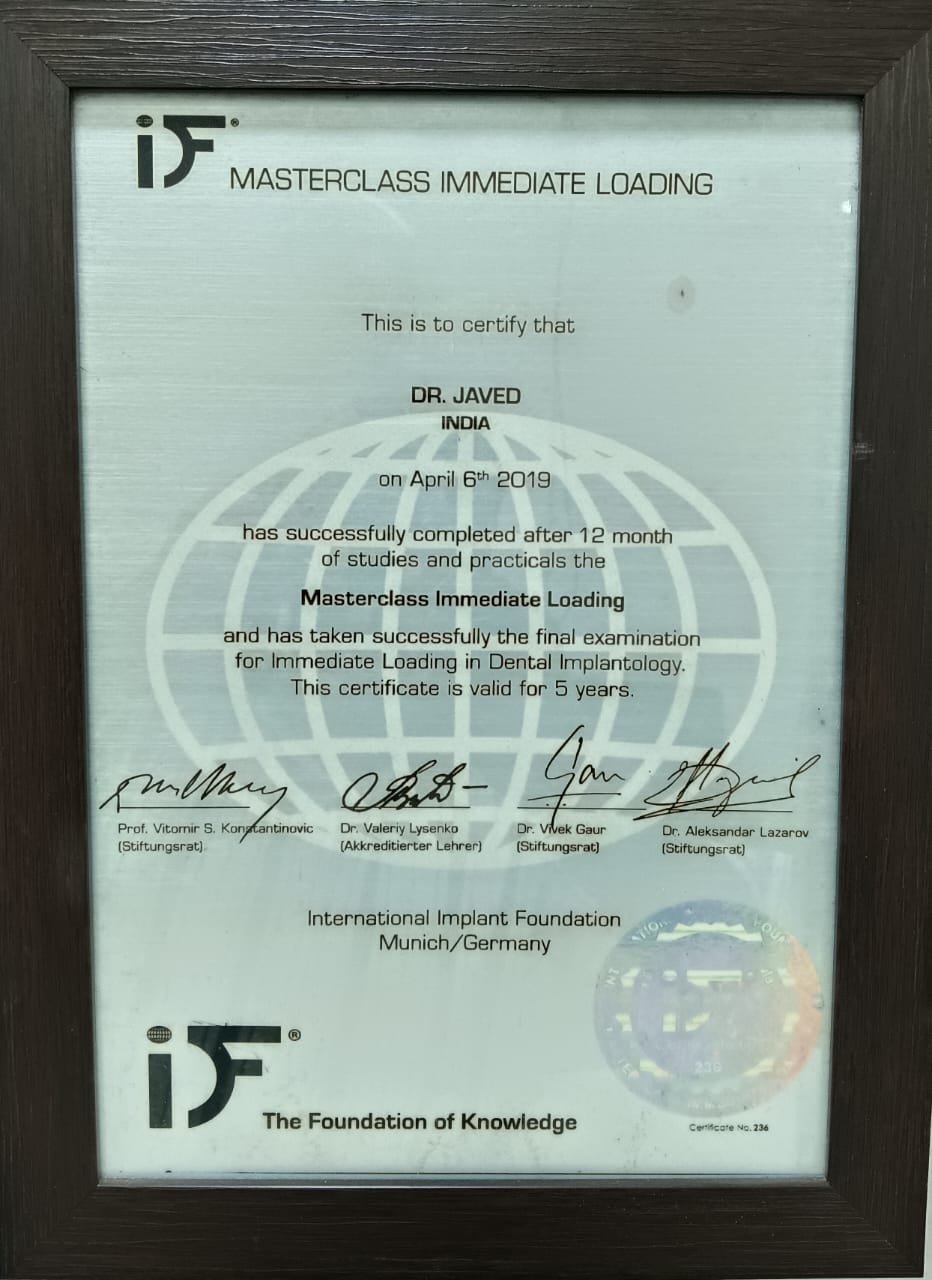 iF®
MASTERCLASS IMMEDIATE LOADING
This is to certify that
DR. JAVED
INDIA
on April 6th 2019
has successfully completed after 12 month
of studies and practicals the
Masterclass Immediate Loading
and has taken successfully the final examination
for Immediate Loading in Dental Implantology.
This certificate is valid for 5 years.
Prof. Vitomir S. Konstantinovic
(Stiftungsrat)
Dr. Valeriy Lysenko
(Akkreditierter Lehrer)
Dr. Vivek Gaur
(Stiftungsrat)
Dr. Aleksandar Lazarov
(Stiftungsrat)
International Implant Foundation
Munich/Germany
236
iF®
The Foundation of Knowledge
Certificate No. 236